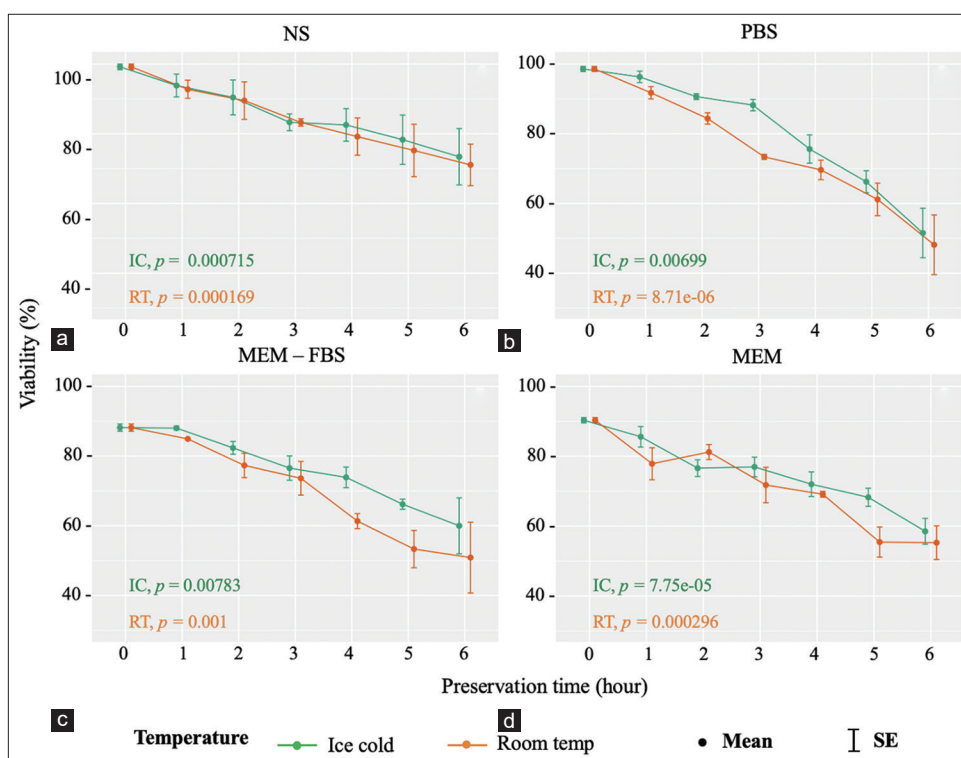 NS
PBS
100
80
60
40
IC, p = 0.000715
RT, p = 0.000169
0 1 2 3 4 5 6
a
100
80
60
40
IC, p = 0.00699
RT, p = 8.71e-06
0 1 2 3 4 5 6
b
Viability (%)
MEM – FBS
MEM
100
80
60
40
IC, p = 0.00783
RT, p = 0.001
0 1 2 3 4 5 6
100
80
60
40
IC, p = 7.75e-05
RT, p = 0.000296
0 1 2 3 4 5 6
Preservation time (hour)
c
d
Temperature Ice cold Room temp Mean SE